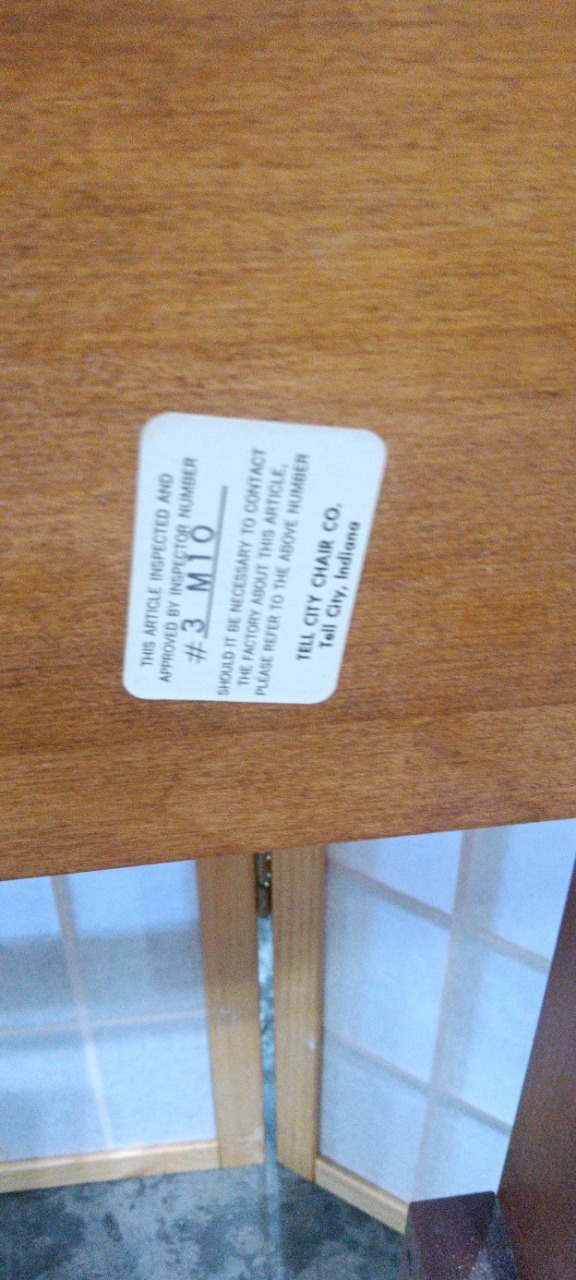 THIS ARTICLE INSPECTED AND
APPROVED BY INSPECTOR NUMBER
# 3 M10
SHOULD IT BE NECESSARY TO CONTACT
THE FACTORY ABOUT THIS ARTICLE,
PLEASE REFER TO THE ABOVE NUMBER
TELL CITY CHAIR CO.
Tell City, Indiana